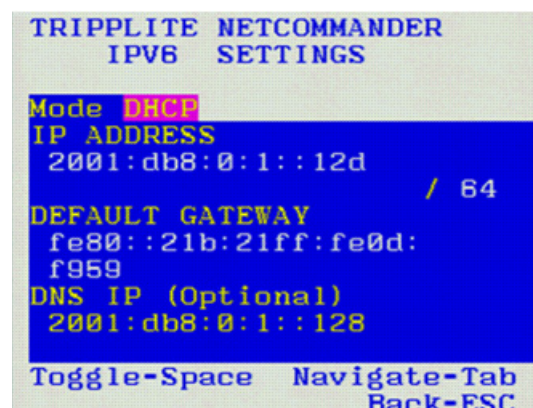 TRIPPLITE NETCOMMANDER
IPV6 SETTINGS
Mode DHCP
IP ADDRESS
2001:db8:0:1::12d
/ 64
DEFAULT GATEWAY
fe80::21b:21ff:fe0d:
f959
DNS IP (Optional)
2001:db8:0:1::128
Toggle-Space Navigate-Tab
Back-ESC